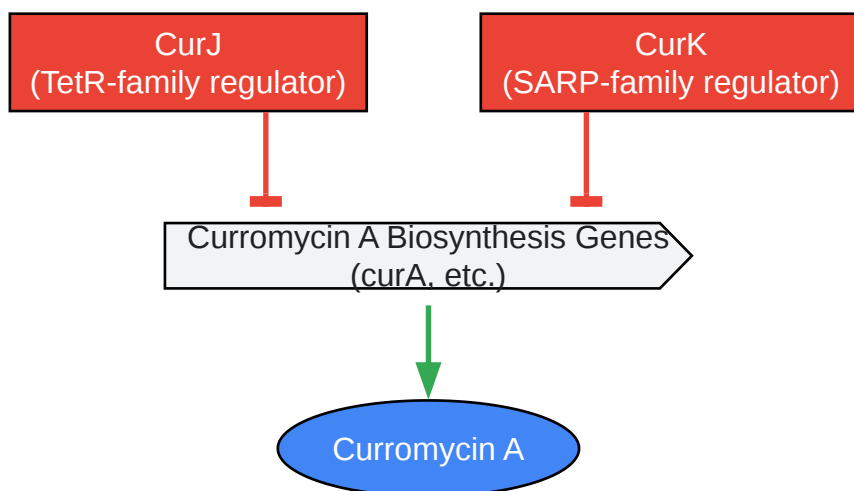 CurJ
(TetR-family regulator)
CurK
(SARP-family regulator)
Curromycin A Biosynthesis Genes
(curA, etc.)
Curromycin A